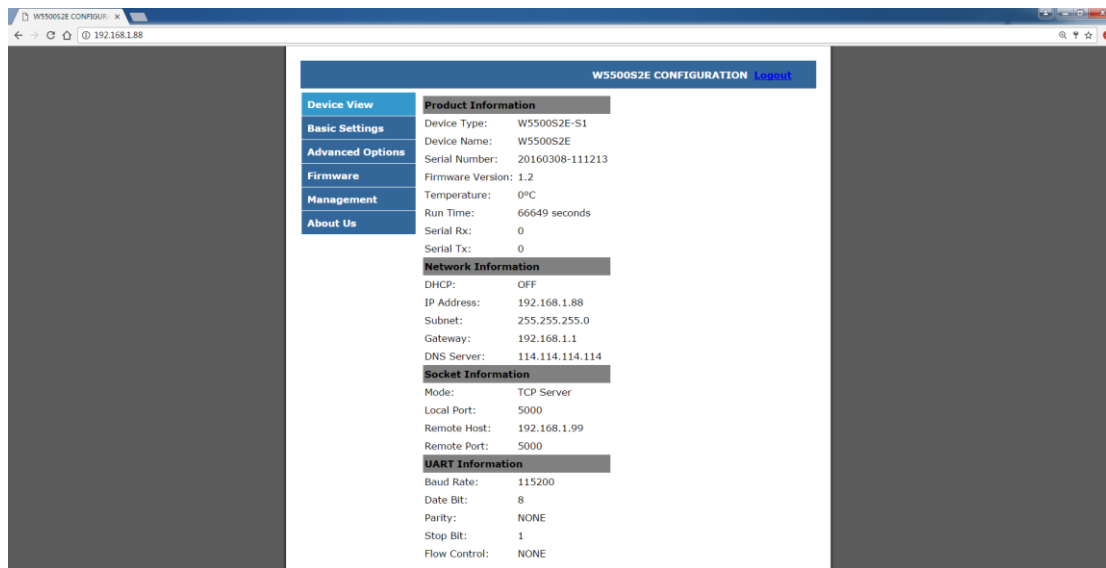 W5500S2E CONFIGUR
192.168.1.88
W5500S2E CONFIGURATION Logout
Device View
Basic Settings
Advanced Options
Firmware
Management
About Us
Product Information
Device Type: W5500S2E-S1
Device Name: W5500S2E
Serial Number: 20160308-111213
Firmware Version: 1.2
Temperature: 0°C
Run Time: 66649 seconds
Serial Rx: 0
Serial Tx: 0
Network Information
DHCP: OFF
IP Address: 192.168.1.88
Subnet: 255.255.255.0
Gateway: 192.168.1.1
DNS Server: 114.114.114.114
Socket Information
Mode: TCP Server
Local Port: 5000
Remote Host: 192.168.1.99
Remote Port: 5000
UART Information
Baud Rate: 115200
Date Bit: 8
Parity: NONE
Stop Bit: 1
Flow Control: NONE